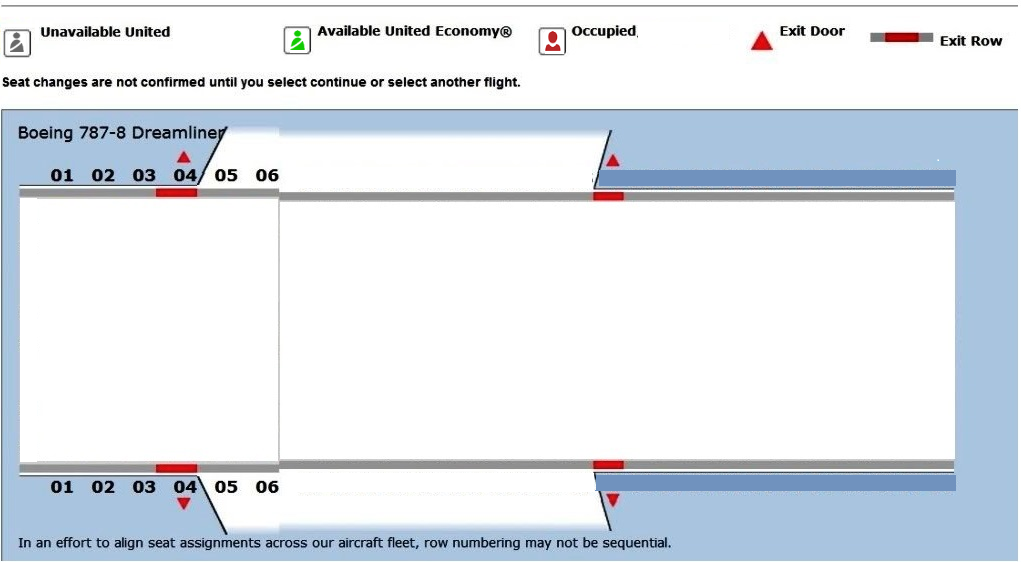 Unavailable United Available United Economy® Occupied Exit Door Exit Row
Seat changes are not confirmed until you select continue or select another flight.
Boeing 787-8 Dreamliner
01 02 03 04 05 06
01 02 03 04 05 06
In an effort to align seat assignments across our aircraft fleet, row numbering may not be sequential.